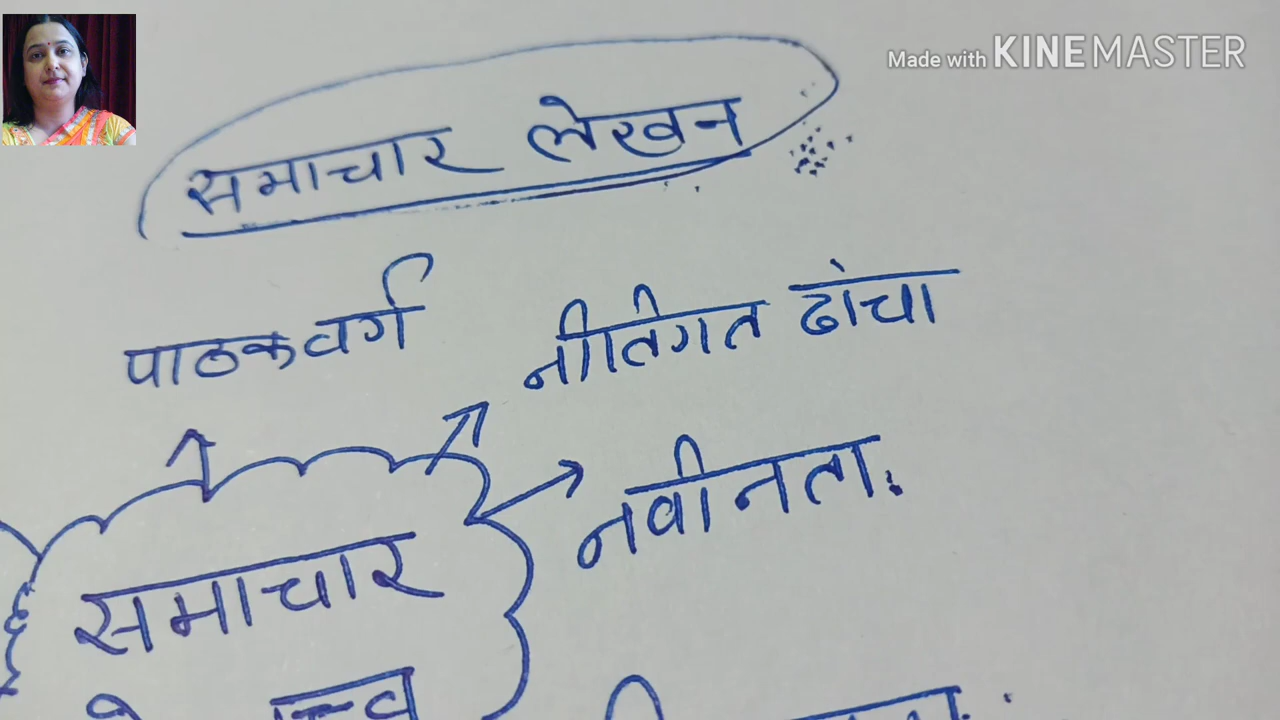 Made with KINEMASTER
समाचार लेखन
पाठकवर्ग
नीतिगत ढांचा
नवीनता.
समाचार